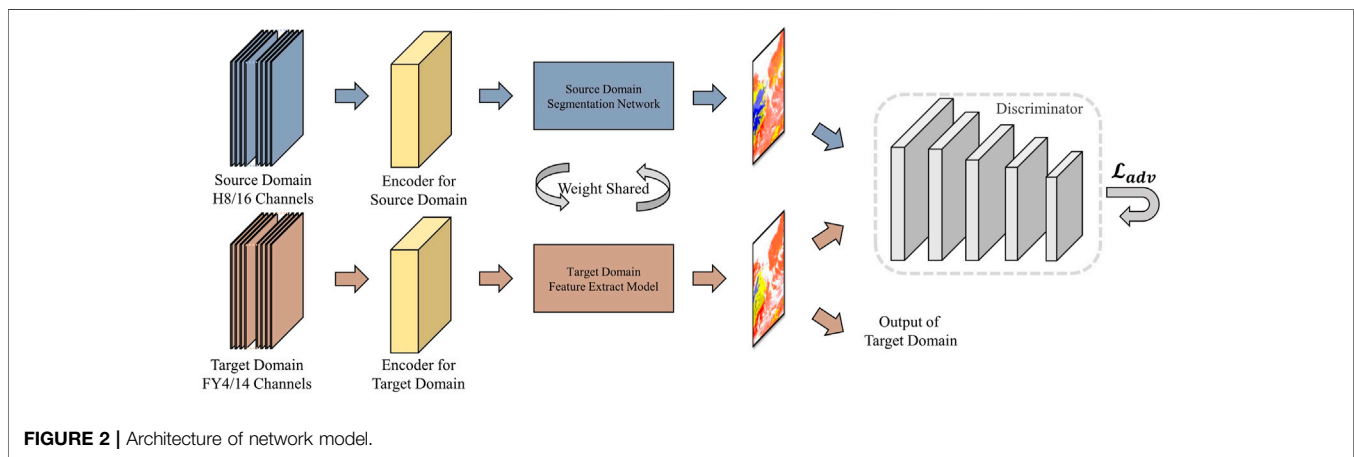 Source Domain
H8/16 Channels
Encoder for
Source Domain
Source Domain
Segmentation Network
Weight Shared
Discriminator
ℒadv
Target Domain
FY4/14 Channels
Encoder for
Target Domain
Target Domain
Feature Extract Model
Output of
Target Domain
FIGURE 2 | Architecture of network model.